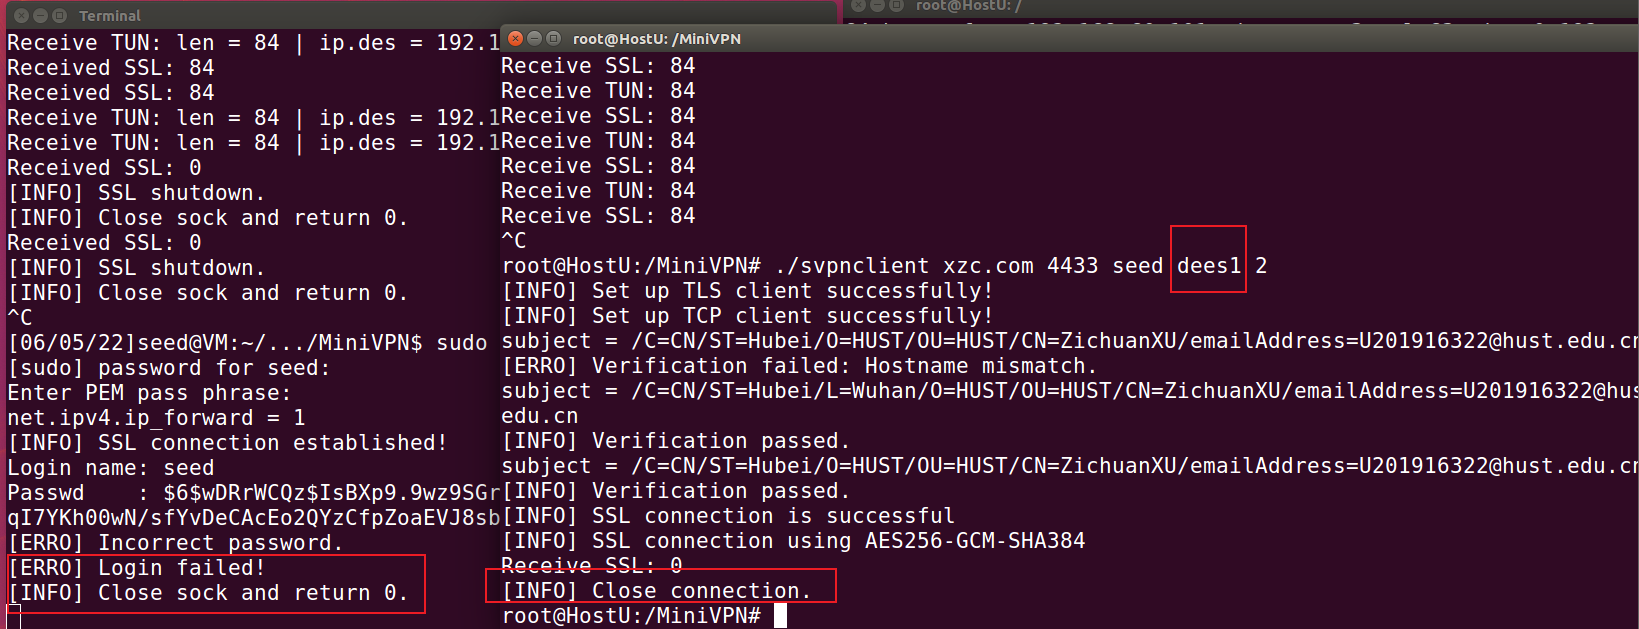 Terminal
Receive TUN: len = 84 | ip.des = 192.1
Received SSL: 84
Received SSL: 84
Receive TUN: len = 84 | ip.des = 192.1
Receive TUN: len = 84 | ip.des = 192.1
Received SSL: 0
[INFO] SSL shutdown.
[INFO] Close sock and return 0.
Received SSL: 0
[INFO] SSL shutdown.
[INFO] Close sock and return 0.
^C
[06/05/22]seed@VM:~/.../MiniVPN$ sudo
[sudo] password for seed:
Enter PEM pass phrase:
net.ipv4.ip_forward = 1
[INFO] SSL connection established!
Login name: seed
Passwd    : $6$wDRrWCQz$IsBXp9.9wz9SGr
qI7YKh00wN/sfYvDeCAcEo2QYzCfpZoaEVJ8sb
[ERRO] Incorrect password.
[ERRO] Login failed!
[INFO] Close sock and return 0.
root@HostU: /
root@HostU: /MiniVPN
Receive SSL: 84
Receive TUN: 84
Receive SSL: 84
Receive TUN: 84
Receive SSL: 84
Receive TUN: 84
Receive SSL: 84
^C
root@HostU:/MiniVPN# ./svpnclient xzc.com 4433 seed dees1 2
[INFO] Set up TLS client successfully!
[INFO] Set up TCP client successfully!
subject = /C=CN/ST=Hubei/O=HUST/OU=HUST/CN=ZichuanXU/emailAddress=U201916322@hust.edu.cn
[ERRO] Verification failed: Hostname mismatch.
subject = /C=CN/ST=Hubei/L=Wuhan/O=HUST/OU=HUST/CN=ZichuanXU/emailAddress=U201916322@hus
edu.cn
[INFO] Verification passed.
subject = /C=CN/ST=Hubei/O=HUST/OU=HUST/CN=ZichuanXU/emailAddress=U201916322@hust.edu.cn
[INFO] Verification passed.
[INFO] SSL connection is successful
[INFO] SSL connection using AES256-GCM-SHA384
Receive SSL: 0
[INFO] Close connection.
root@HostU:/MiniVPN#